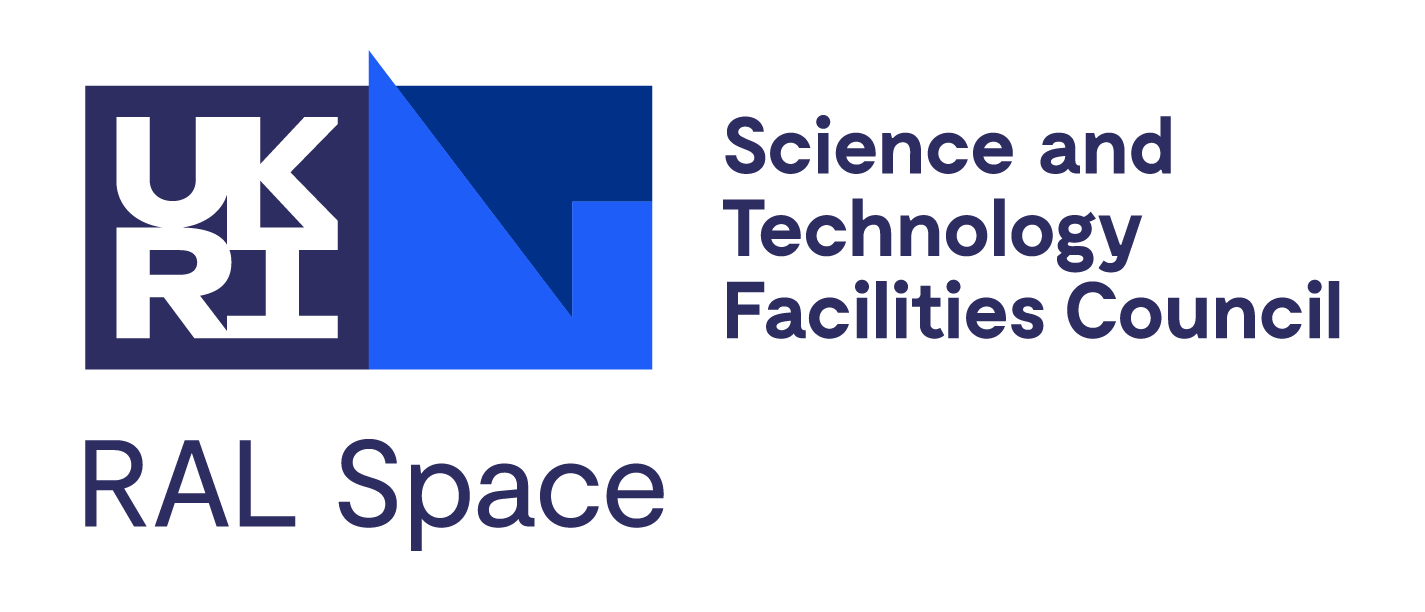 UK
RI
Science and
Technology
Facilities Council
RAL Space